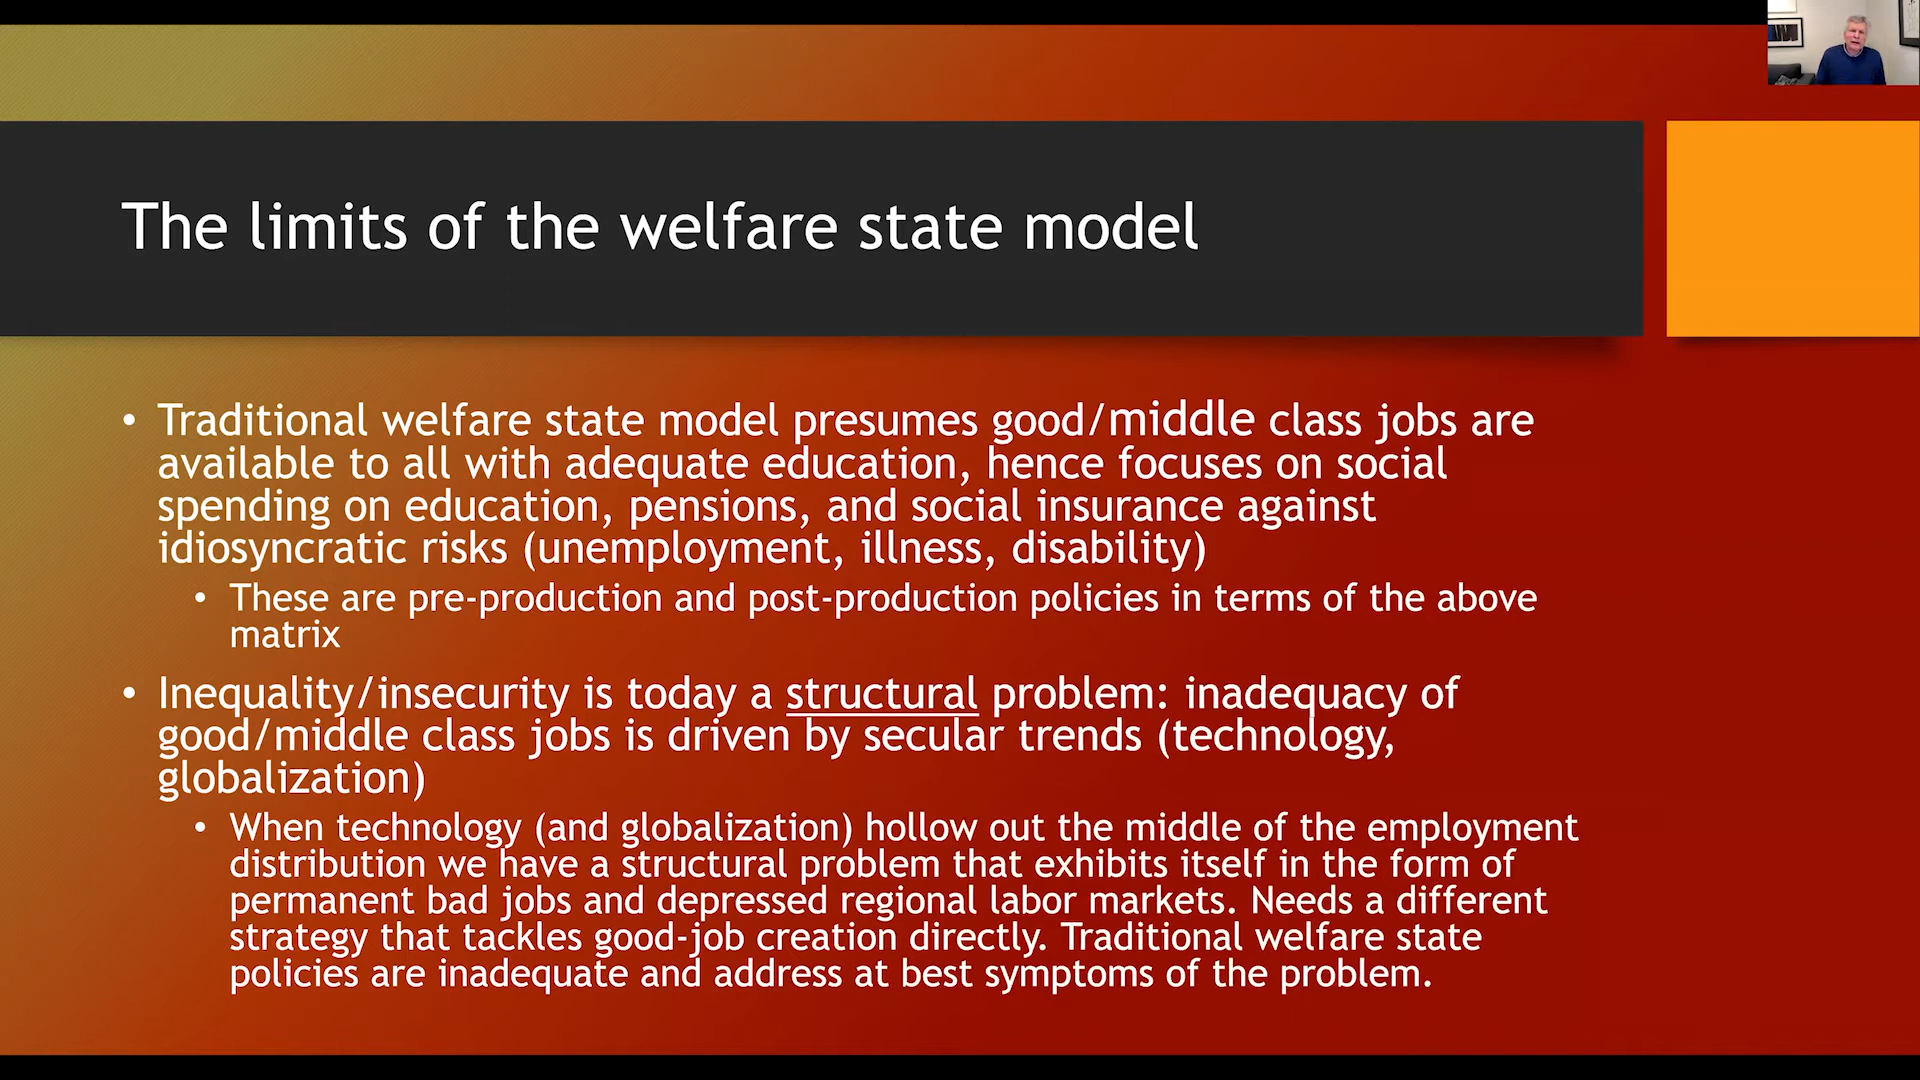 The limits of the welfare state model
• Traditional welfare state model presumes good/middle class jobs are
available to all with adequate education, hence focuses on social
spending on education, pensions, and social insurance against
idiosyncratic risks (unemployment, illness, disability)
• These are pre-production and post-production policies in terms of the above
matrix
• Inequality/insecurity is today a structural problem: inadequacy of
good/middle class jobs is driven by secular trends (technology,
globalization)
• When technology (and globalization) hollow out the middle of the employment
distribution we have a structural problem that exhibits itself in the form of
permanent bad jobs and depressed regional labor markets. Needs a different
strategy that tackles good-job creation directly. Traditional welfare state
policies are inadequate and address at best symptoms of the problem.